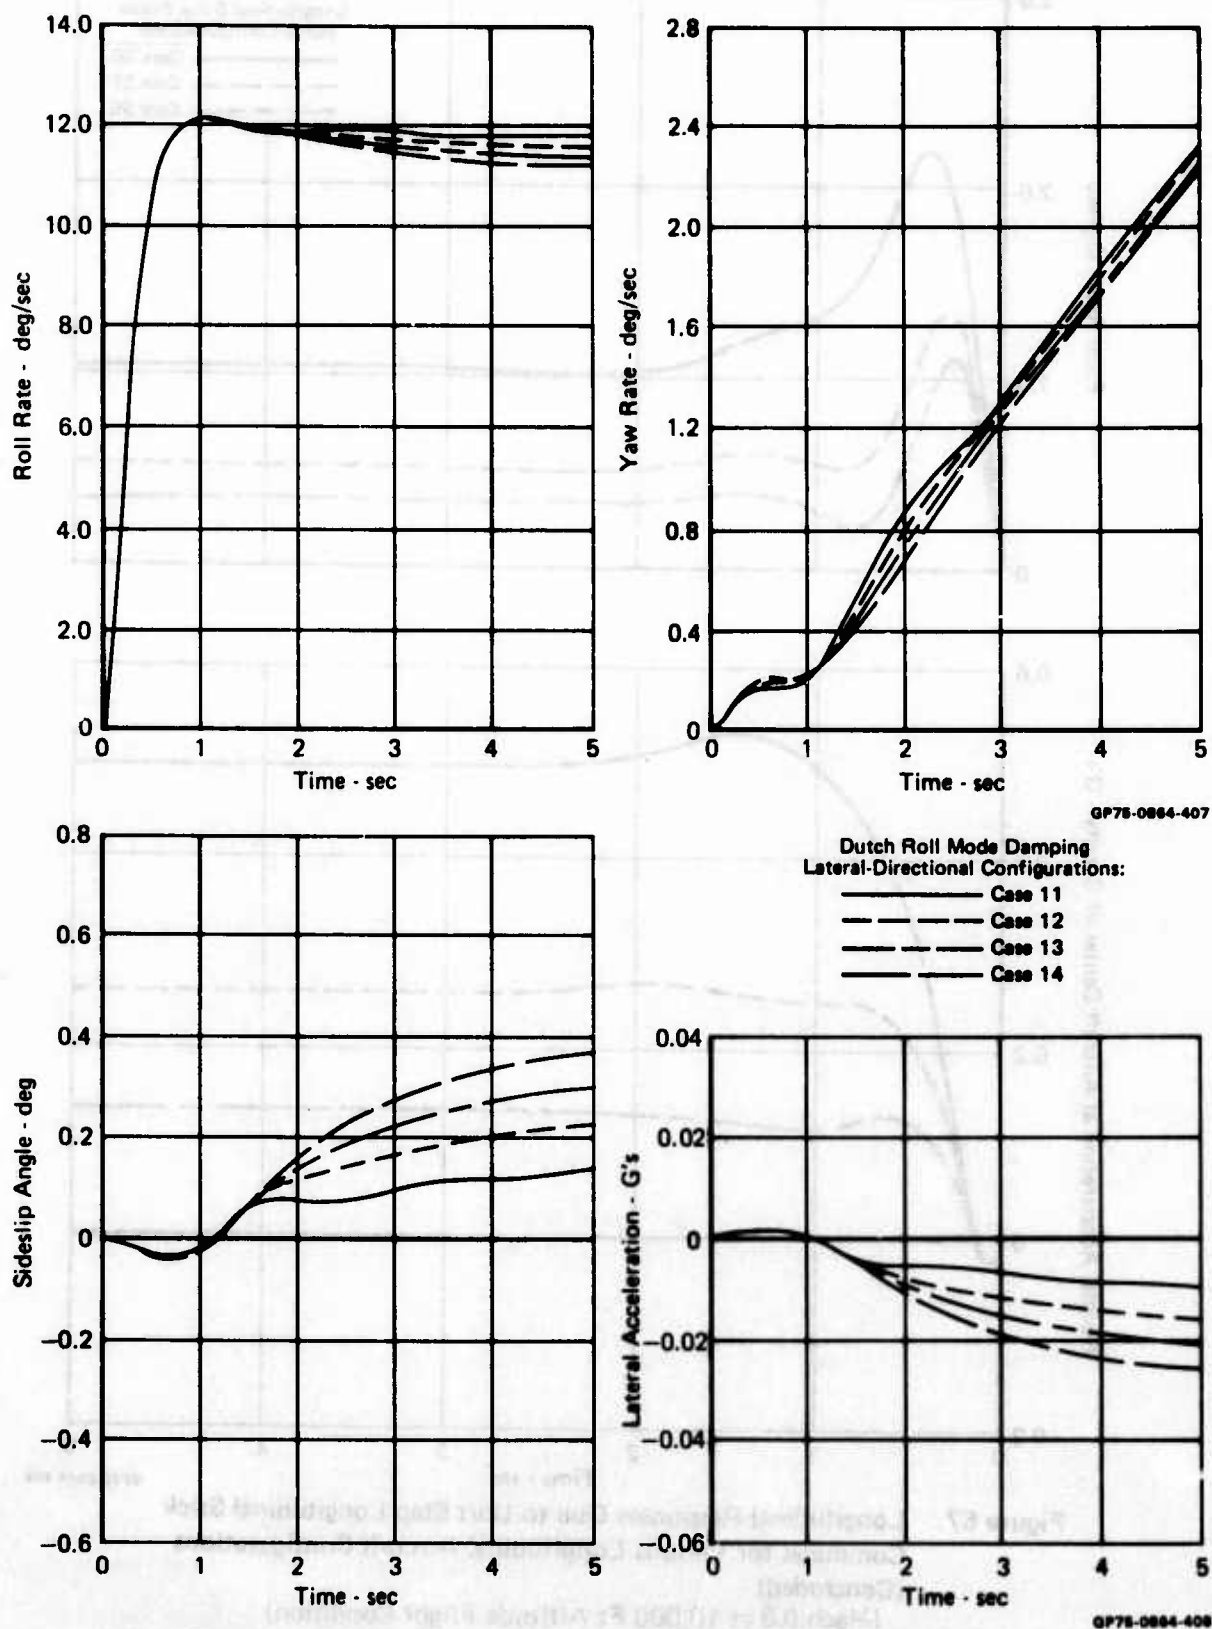 14.0
12.0
10.0
8.0
6.0
4.0
2.0
0
Roll Rate - deg/sec
0 1 2 3 4 5
Time - sec
2.8
2.4
2.0
1.6
1.2
0.8
0.4
0
Yaw Rate - deg/sec
0 1 2 3 4 5
Time - sec
GP75-0864-407
0.8
0.6
0.4
0.2
0
−0.2
−0.4
−0.6
Sideslip Angle - deg
0 1 2 3 4 5
Time - sec
Dutch Roll Mode Damping
Lateral-Directional Configurations:
Case 11
Case 12
Case 13
Case 14
0.04
0.02
0
−0.02
−0.04
−0.06
Lateral Acceleration - G's
0 1 2 3 4 5
Time - sec
GP75-0864-408